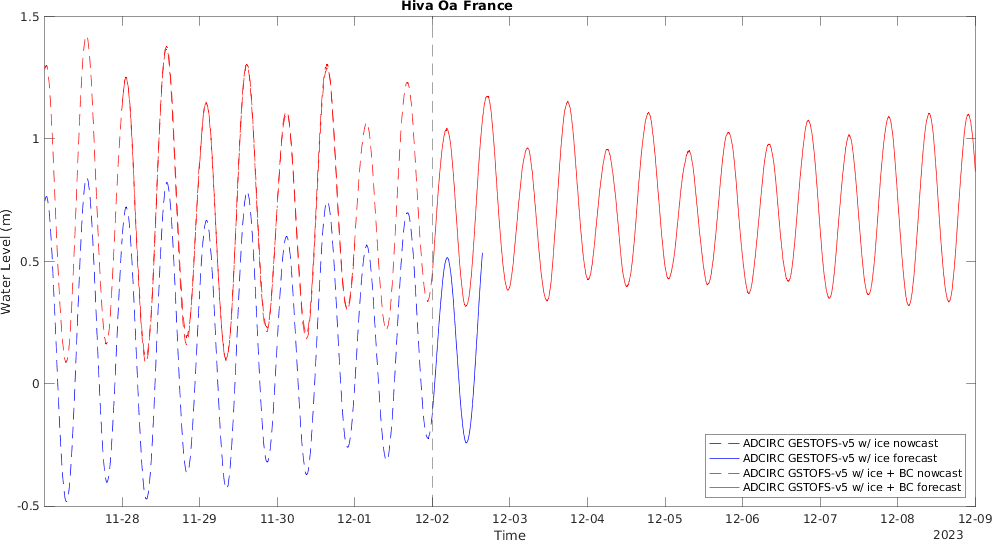 Hiva Oa France
1.5
1
0.5
0
-0.5
Water Level (m)
11-28 11-29 11-30 12-01 12-02 12-03 12-04 12-05 12-06 12-07 12-08 12-09
Time
2023
ADCIRC GESTOFS-v5 w/ ice nowcast
ADCIRC GESTOFS-v5 w/ ice forecast
ADCIRC GSTOFS-v5 w/ ice + BC nowcast
ADCIRC GSTOFS-v5 w/ ice + BC forecast